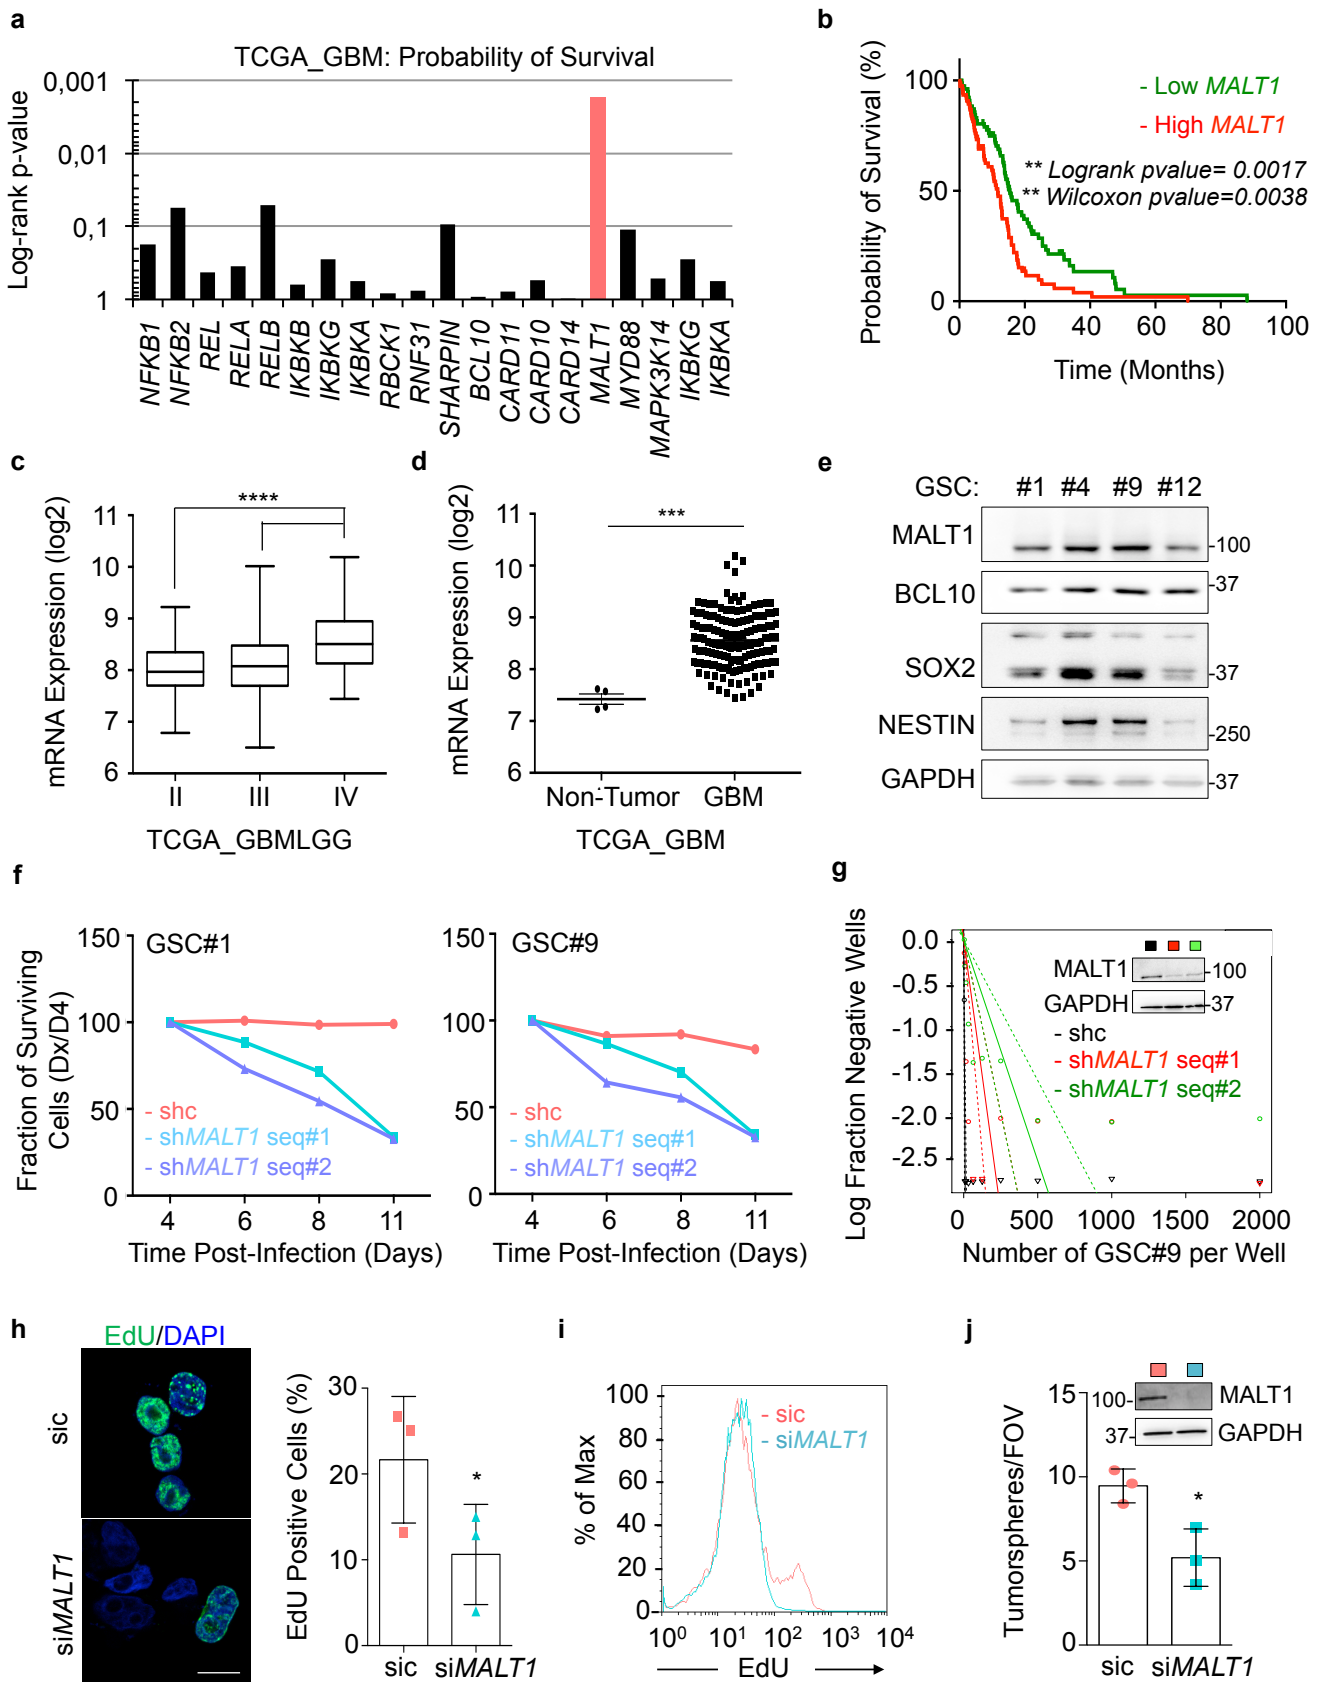 a
TCGA_GBM: Probability of Survival
Log-rank p-value
0,001
0,01
0,1
1
NFKB1
NFKB2
REL
RELA
RELB
IKBKB
IKBKG
IKBKA
RBCK1
RNF31
SHARPIN
BCL10
CARD11
CARD10
CARD14
MALT1
MYD88
MAPK3K14
IKBKG
IKBKA
b
Probability of Survival (%)
100
50
0
- Low MALT1
- High MALT1
** Logrank pvalue= 0.0017
** Wilcoxon pvalue=0.0038
0 20 40 60 80 100
Time (Months)
c
mRNA Expression (log2)
11
10
9
8
7
6
****
II III IV
TCGA_GBMLGG
d
mRNA Expression (log2)
11
10
9
8
7
6
***
Non-Tumor GBM
TCGA_GBM
e
GSC: #1 #4 #9 #12
MALT1 -100
BCL10 -37
SOX2 -37
NESTIN -250
GAPDH -37
f
Fraction of Surviving
Cells (Dx/D4)
150
100
50
0
GSC#1
- shc
- shMALT1 seq#1
- shMALT1 seq#2
4 6 8 11
Time Post-Infection (Days)
150
100
50
0
GSC#9
- shc
- shMALT1 seq#1
- shMALT1 seq#2
4 6 8 11
Time Post-Infection (Days)
g
Log Fraction Negative Wells
0.0
-0.5
-1.0
-1.5
-2.0
-2.5
MALT1 -100
GAPDH -37
- shc
- shMALT1 seq#1
- shMALT1 seq#2
0 500 1000 1500 2000
Number of GSC#9 per Well
h
EdU/DAPI
sic
siMALT1
EdU Positive Cells (%)
30
20
10
0
*
sic siMALT1
i
% of Max
100
80
60
40
20
0
- sic
- siMALT1
10^0 10^1 10^2 10^3 10^4
EdU
j
Tumorspheres/FOV
15
10
5
0
100- MALT1
37- GAPDH
*
sic siMALT1